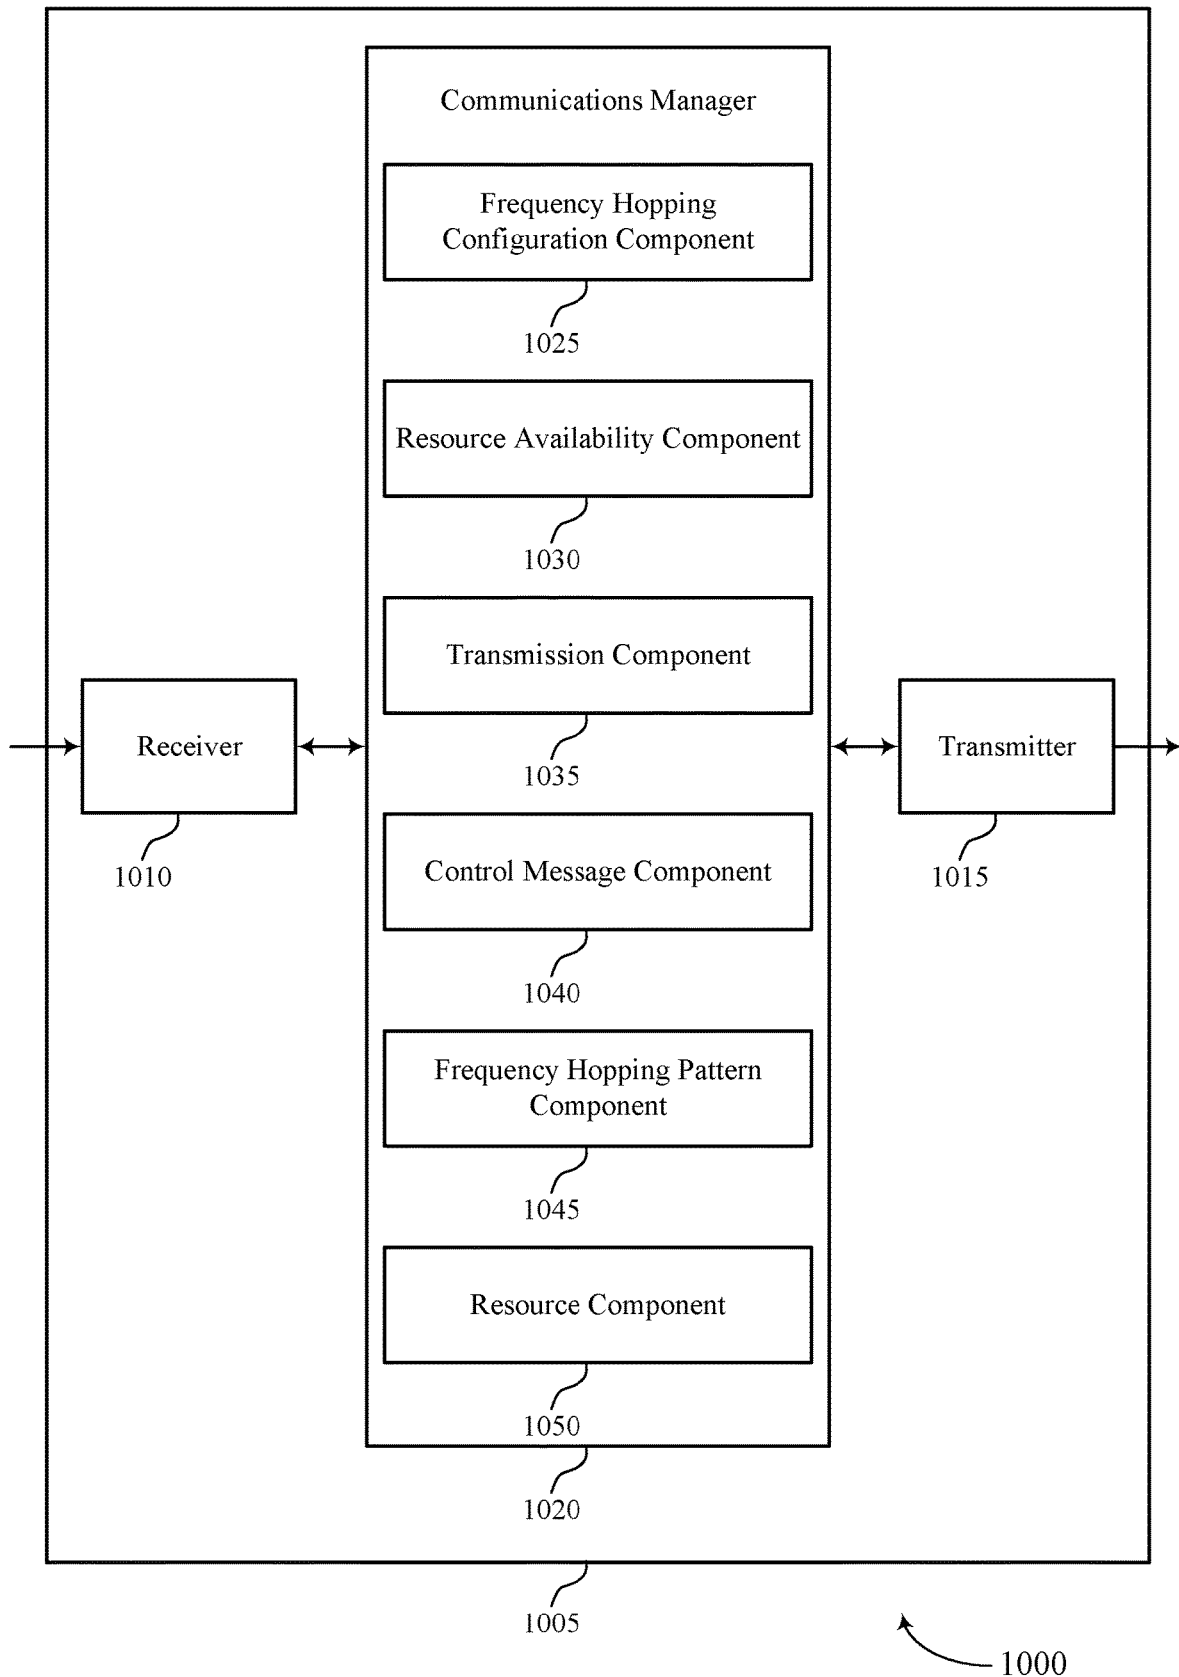 Communications Manager
Frequency Hopping
Configuration Component
1025
Resource Availability Component
1030
Transmission Component
1035
Receiver
1010
Transmitter
1015
Control Message Component
1040
Frequency Hopping Pattern
Component
1045
Resource Component
1050
1020
1005
1000